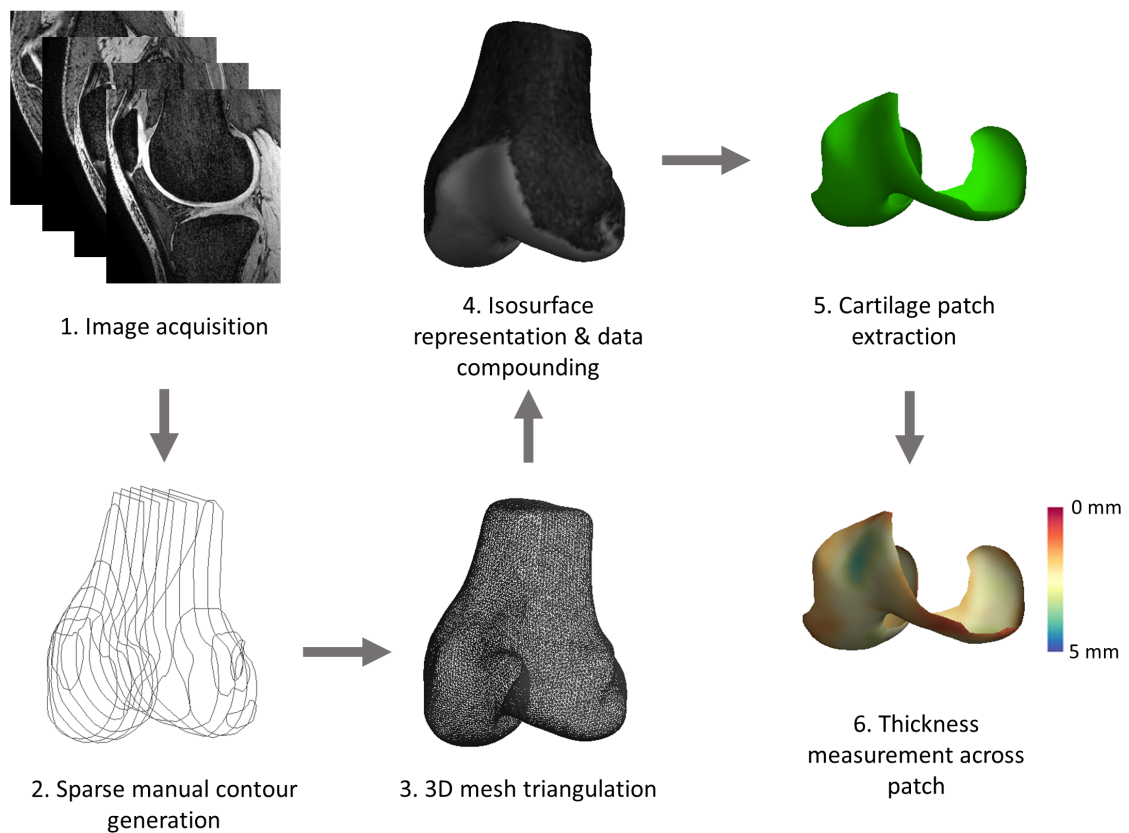 1. Image acquisition
2. Sparse manual contour
generation
3. 3D mesh triangulation
4. Isosurface
representation & data
compounding
5. Cartilage patch
extraction
0 mm
5 mm
6. Thickness
measurement across
patch